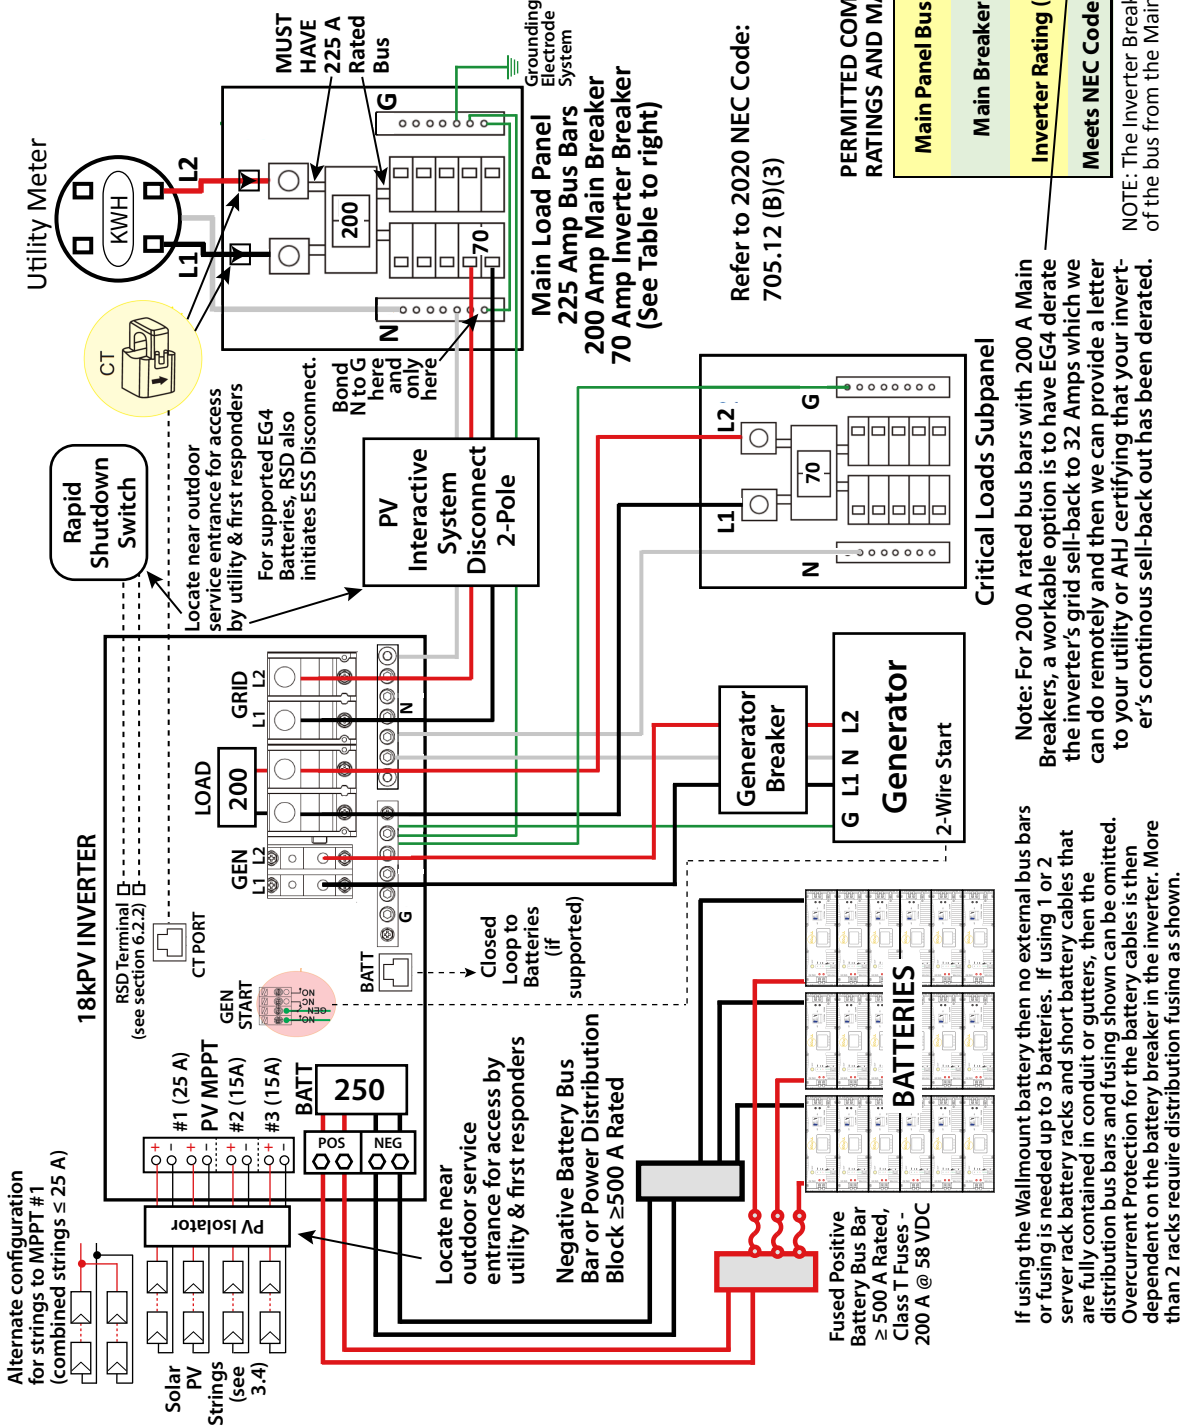 Alternate configuration
for strings to MPPT #1
(combined strings ≤ 25 A)
Solar
PV
Strings
(see
3.4)
PV Isolator
18kPV INVERTER
#1 (25 A)
PV MPPT
#2 (15A)
#3 (15A)
BATT
250
POS
NEG
RSD Terminal
(see section 6.2.2)
CT PORT
GEN
START
NO
NC
GEN
NO
BATT
Closed
Loop to
Batteries
(if
supported)
GEN
L1 L2
LOAD
200
GRID
L1 L2
G
N
Rapid
Shutdown
Switch
Locate near outdoor
service entrance for access
by utility & first responders
For supported EG4
Batteries, RSD also
initiates ESS Disconnect.
PV
Interactive
System
Disconnect
2-Pole
CT
Utility Meter
KWH
L1
L2
MUST
HAVE
225 A
Rated
Bus
Grounding
Electrode
System
200
70
N
G
Bond
N to G
here
and
only
here
Main Load Panel
225 Amp Bus Bars
200 Amp Main Breaker
70 Amp Inverter Breaker
(See Table to right)
Refer to 2020 NEC Code:
705.12 (B)(3)
L1
L2
70
N
G
Critical Loads Subpanel
Generator
Breaker
G L1 N L2
Generator
2-Wire Start
Locate near
outdoor service
entrance for access by
utility & first responders
Negative Battery Bus
Bar or Power Distribution
Block ≥500 A Rated
Fused Positive
Battery Bus Bar
≥ 500 A Rated,
Class T Fuses -
200 A @ 58 VDC
BATTERIES
If using the Wallmount battery then no external bus bars
or fusing is needed up to 3 batteries. If using 1 or 2
server rack battery racks and short battery cables that
are fully contained in conduit or gutters, then the
distribution bus bars and fusing shown can be omitted.
Overcurrent Protection for the battery cables is then
dependent on the battery breaker in the inverter. More
than 2 racks require distribution fusing as shown.
Note: For 200 A rated bus bars with 200 A Main
Breakers, a workable option is to have EG4 derate
the inverter's grid sell-back to 32 Amps which we
can do remotely and then we can provide a letter
to your utility or AHJ certifying that your invert-
er's continous sell-back out has been derated.
PERMITTED COM
RATINGS AND MA
Main Panel Bus
Main Breaker
Inverter Rating (
Meets NEC Code
NOTE: The Inverter Break
of the bus from the Main